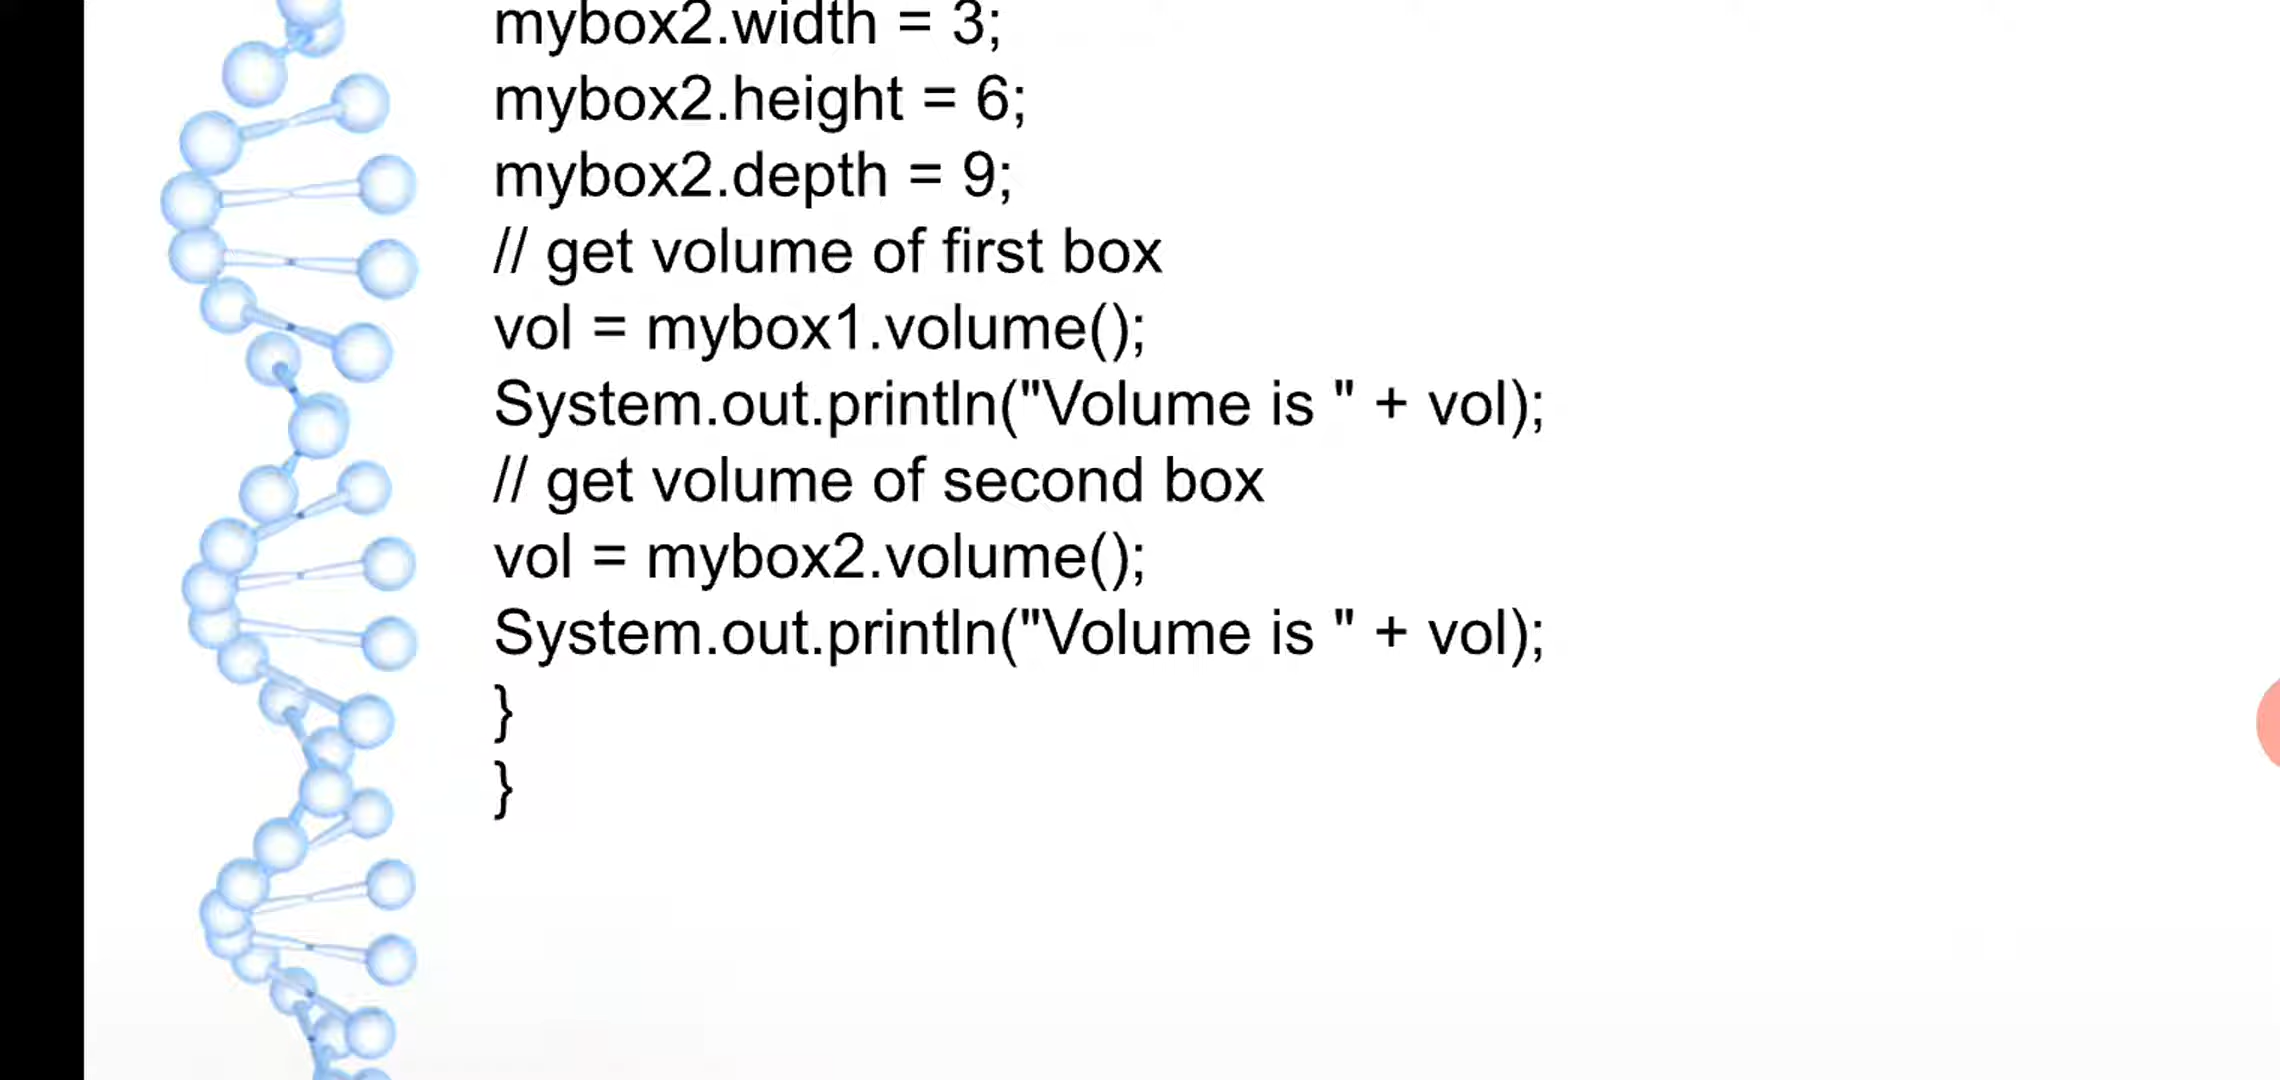 mybox2.width = 3;
mybox2.height = 6;
mybox2.depth = 9;
// get volume of first box
vol = mybox1.volume();
System.out.println("Volume is " + vol);
// get volume of second box
vol = mybox2.volume();
System.out.println("Volume is " + vol);
}
}